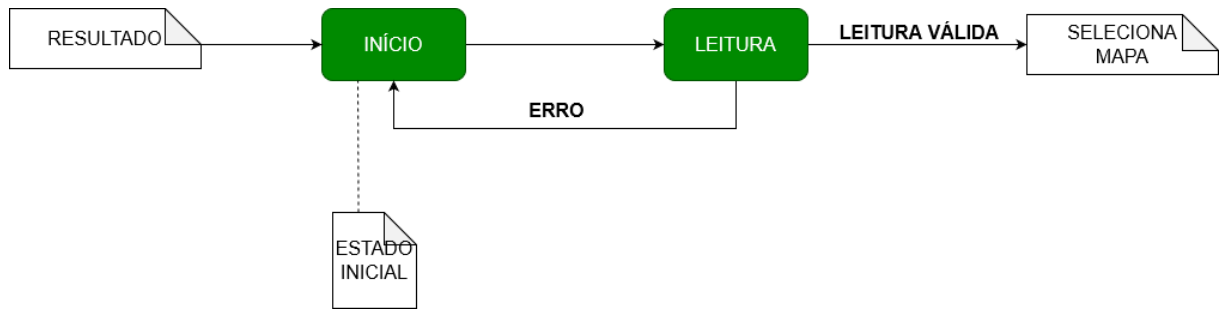 RESULTADO
INÍCIO
LEITURA
LEITURA VÁLIDA
SELECIONA
MAPA
ERRO
ESTADO
INICIAL